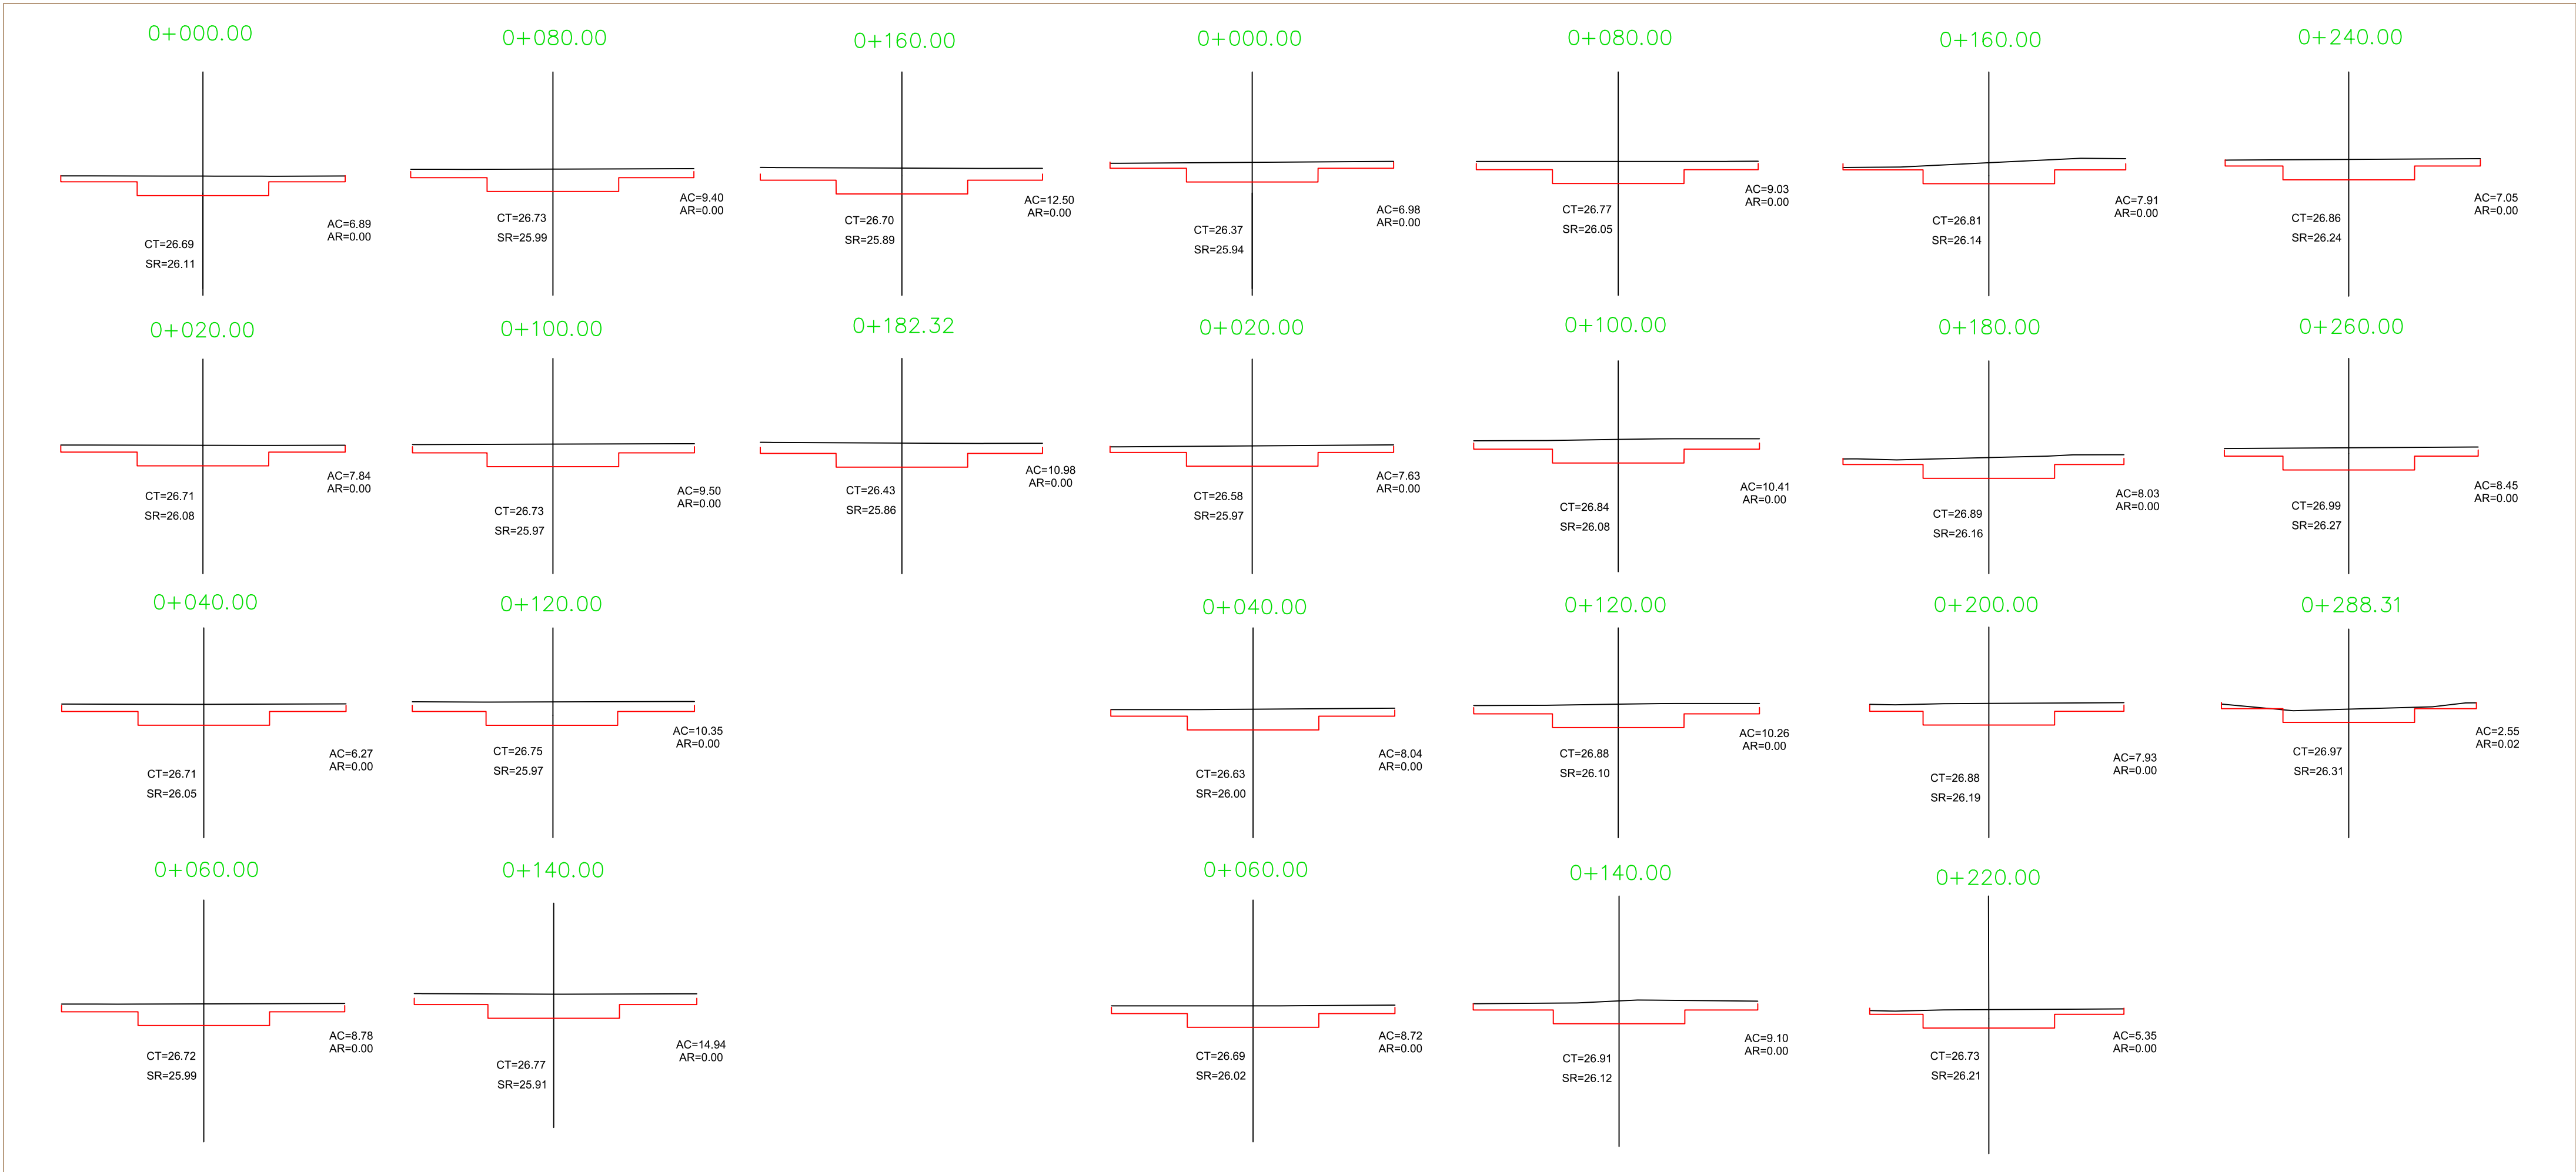 0+000.00
AC=6.89
AR=0.00
CT=26.69
SR=26.11
0+080.00
AC=9.40
AR=0.00
CT=26.73
SR=25.99
0+160.00
AC=12.50
AR=0.00
CT=26.70
SR=25.89
0+000.00
AC=6.98
AR=0.00
CT=26.37
SR=25.94
0+080.00
AC=9.03
AR=0.00
CT=26.77
SR=26.05
0+160.00
AC=7.91
AR=0.00
CT=26.81
SR=26.14
0+240.00
AC=7.05
AR=0.00
CT=26.86
SR=26.24
0+020.00
AC=7.84
AR=0.00
CT=26.71
SR=26.08
0+100.00
AC=9.50
AR=0.00
CT=26.73
SR=25.97
0+182.32
AC=10.98
AR=0.00
CT=26.43
SR=25.86
0+020.00
AC=7.63
AR=0.00
CT=26.58
SR=25.97
0+100.00
AC=10.41
AR=0.00
CT=26.84
SR=26.08
0+180.00
AC=8.03
AR=0.00
CT=26.89
SR=26.16
0+260.00
AC=8.45
AR=0.00
CT=26.99
SR=26.27
0+040.00
AC=6.27
AR=0.00
CT=26.71
SR=26.05
0+120.00
AC=10.35
AR=0.00
CT=26.75
SR=25.97
0+040.00
AC=8.04
AR=0.00
CT=26.63
SR=26.00
0+120.00
AC=10.26
AR=0.00
CT=26.88
SR=26.10
0+200.00
AC=7.93
AR=0.00
CT=26.88
SR=26.19
0+288.31
AC=2.55
AR=0.02
CT=26.97
SR=26.31
0+060.00
AC=8.78
AR=0.00
CT=26.72
SR=25.99
0+140.00
AC=14.94
AR=0.00
CT=26.77
SR=25.91
0+060.00
AC=8.72
AR=0.00
CT=26.69
SR=26.02
0+140.00
AC=9.10
AR=0.00
CT=26.91
SR=26.12
0+220.00
AC=5.35
AR=0.00
CT=26.73
SR=26.21